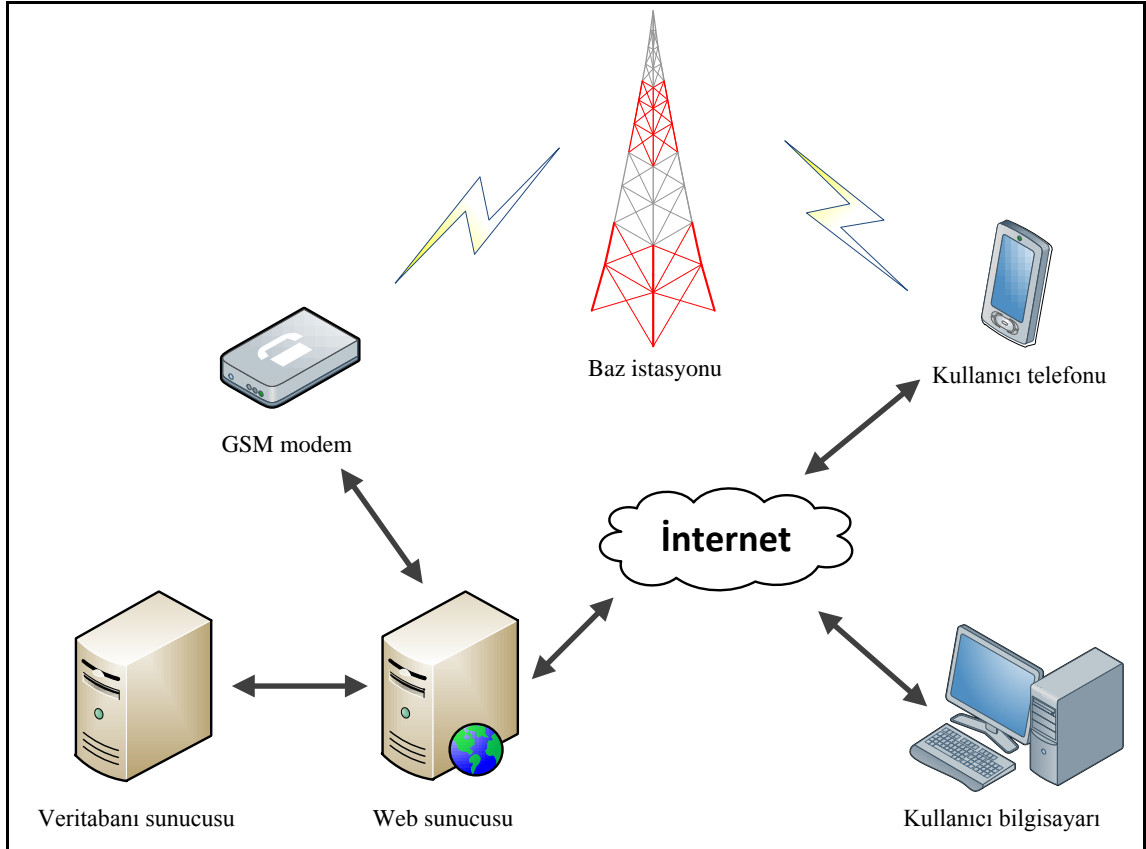 Baz istasyonu
Kullanıcı telefonu
GSM modem
İnternet
Veritabanı sunucusu
Web sunucusu
Kullanıcı bilgisayarı